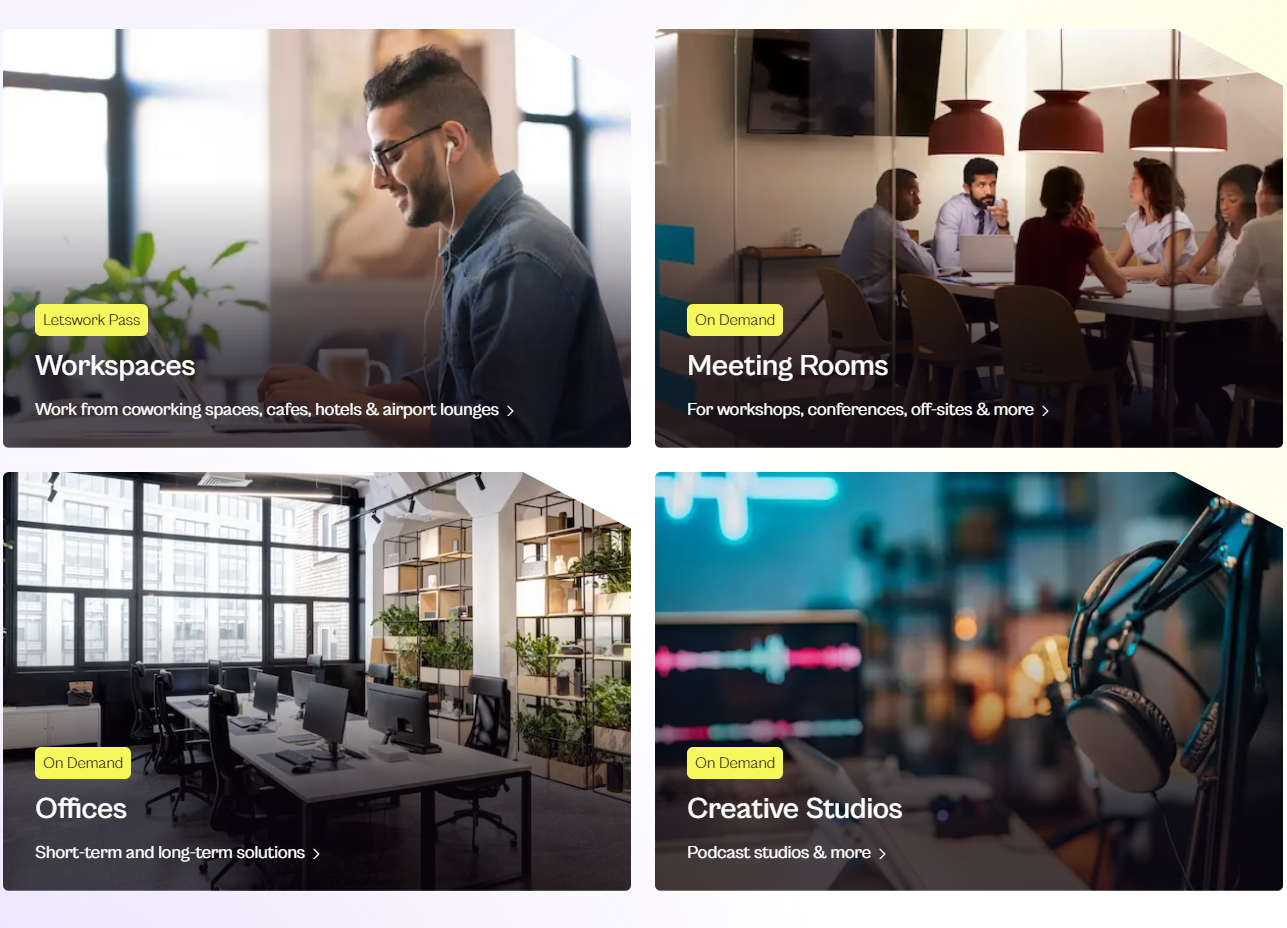 Letswork Pass
Workspaces
Work from coworking spaces, cafes, hotels & airport lounges
On Demand
Meeting Rooms
For workshops, conferences, off-sites & more
On Demand
Offices
Short-term and long-term solutions
On Demand
Creative Studios
Podcast studios & more